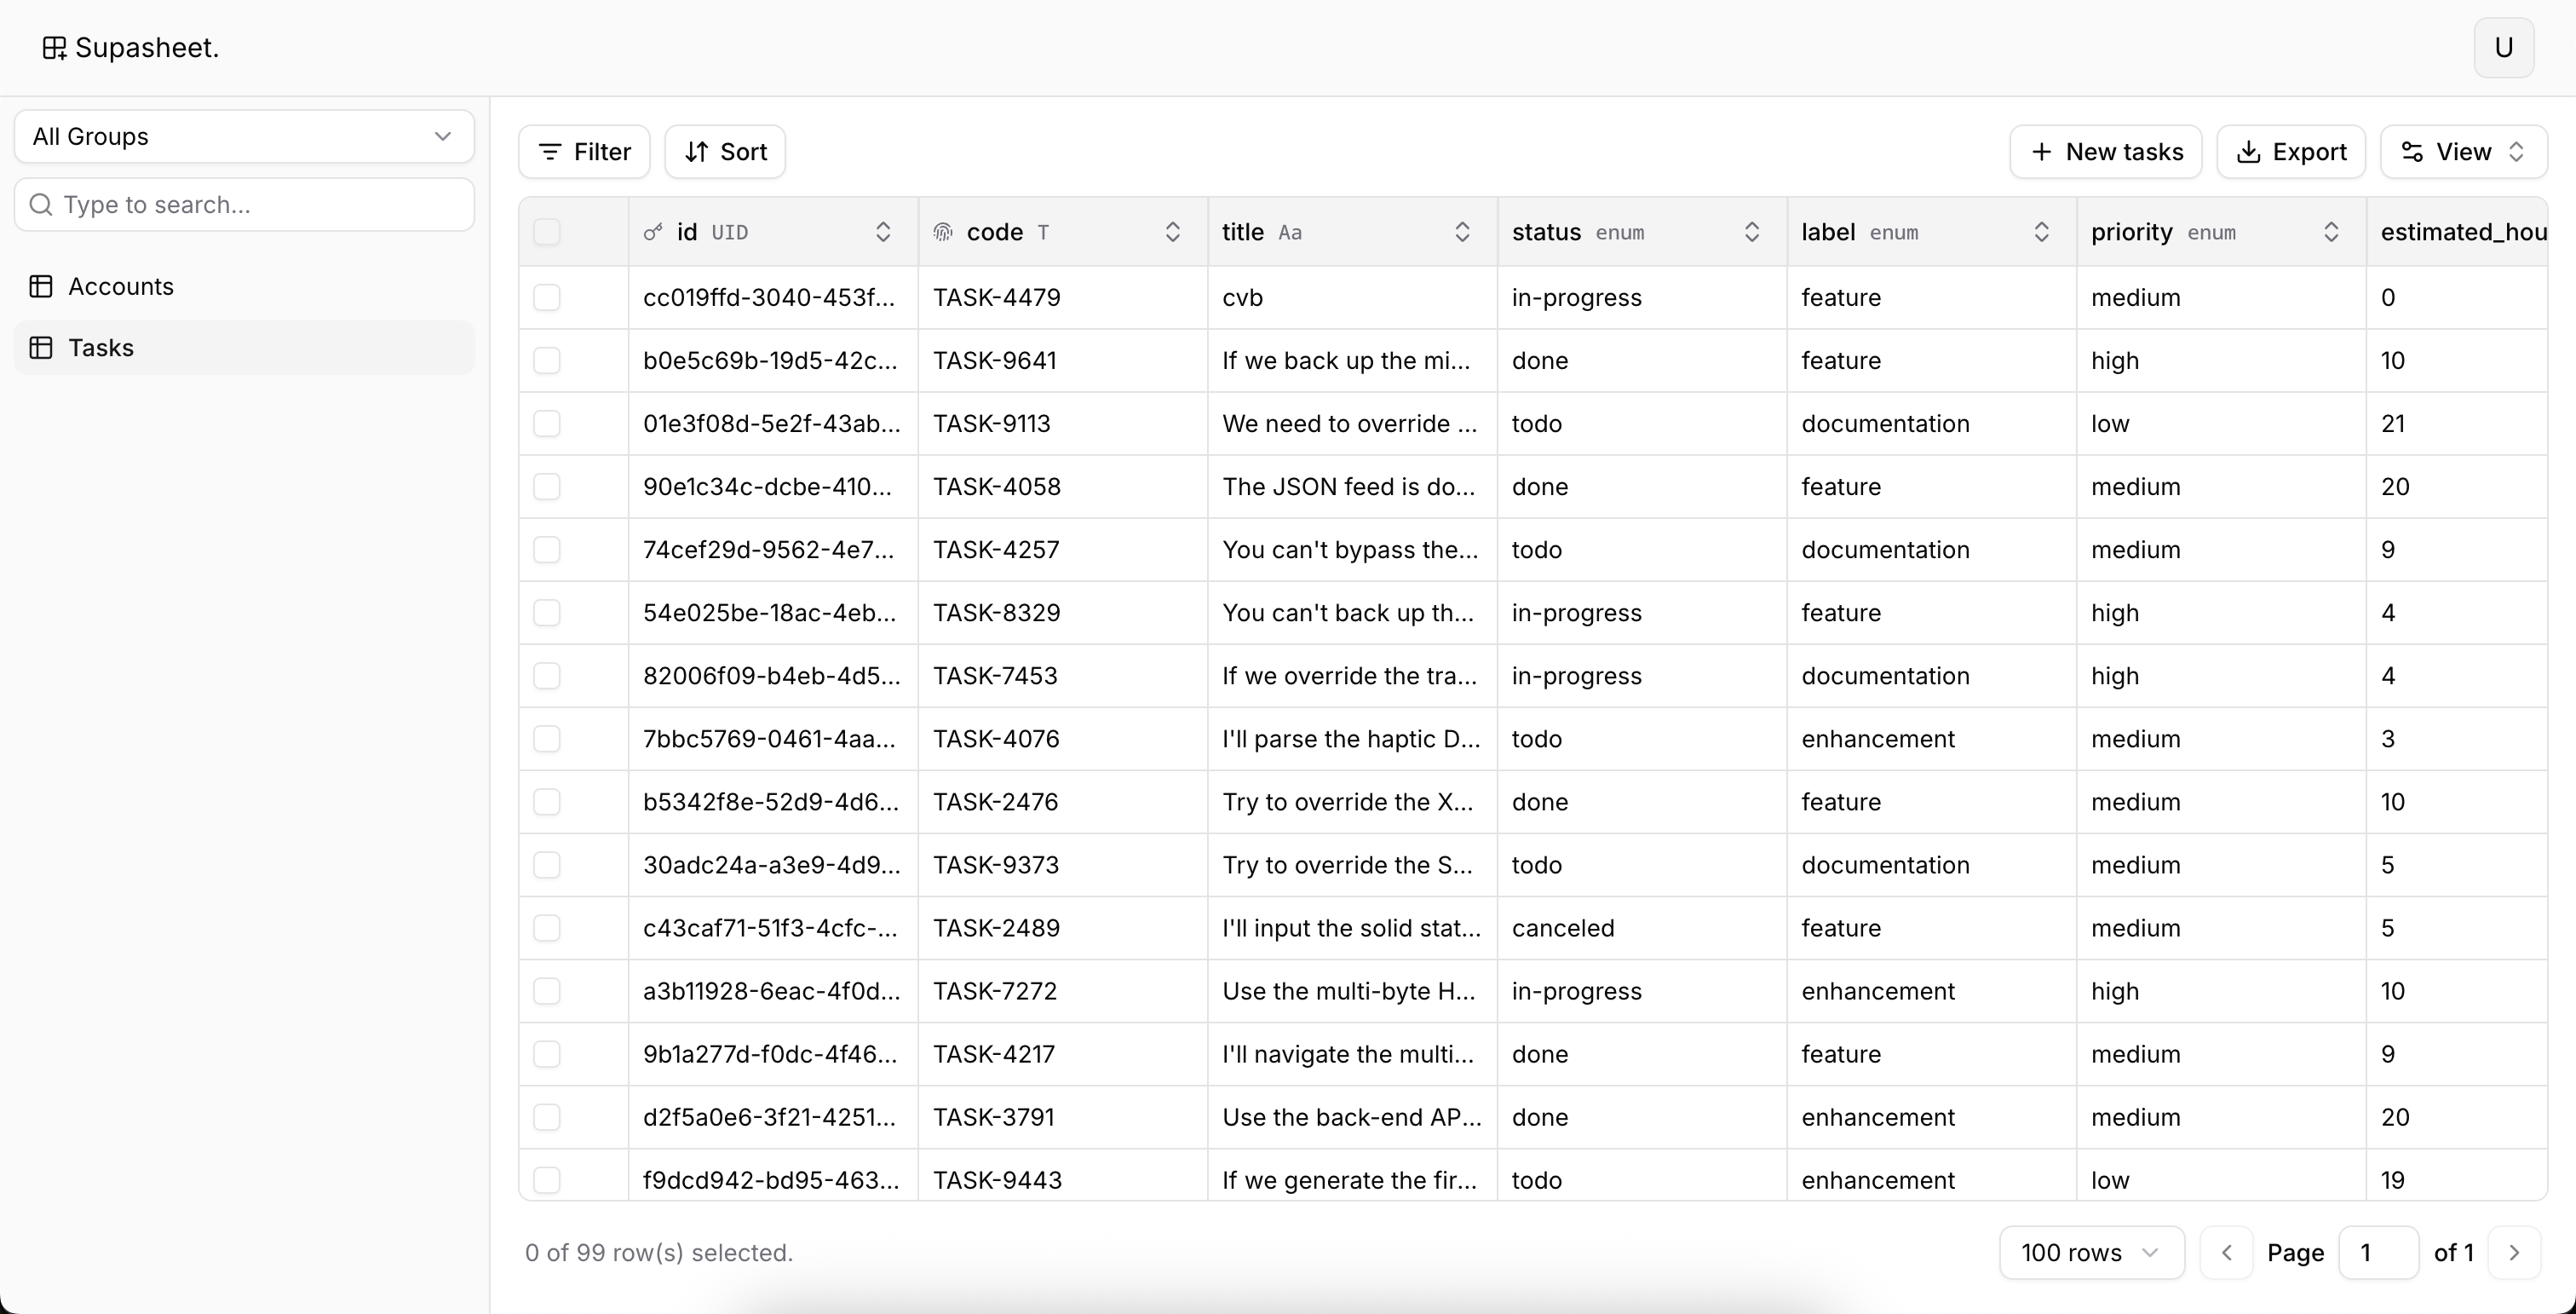 Supasheet.
U
All Groups
Type to search...
Accounts
Tasks
Filter Sort New tasks Export View
id UID code T title Aa status enum label enum priority enum estimated_hou
cc019ffd-3040-453f... TASK-4479 cvb in-progress feature medium 0
b0e5c69b-19d5-42c... TASK-9641 If we back up the mi... done feature high 10
01e3f08d-5e2f-43ab... TASK-9113 We need to override ... todo documentation low 21
90e1c34c-dcbe-410... TASK-4058 The JSON feed is do... done feature medium 20
74cef29d-9562-4e7... TASK-4257 You can't bypass the... todo documentation medium 9
54e025be-18ac-4eb... TASK-8329 You can't back up th... in-progress feature high 4
82006f09-b4eb-4d5... TASK-7453 If we override the tra... in-progress documentation high 4
7bbc5769-0461-4aa... TASK-4076 I'll parse the haptic D... todo enhancement medium 3
b5342f8e-52d9-4d6... TASK-2476 Try to override the X... done feature medium 10
30adc24a-a3e9-4d9... TASK-9373 Try to override the S... todo documentation medium 5
c43caf71-51f3-4cfc-... TASK-2489 I'll input the solid stat... canceled feature medium 5
a3b11928-6eac-4f0d... TASK-7272 Use the multi-byte H... in-progress enhancement high 10
9b1a277d-f0dc-4f46... TASK-4217 I'll navigate the multi... done feature medium 9
d2f5a0e6-3f21-4251... TASK-3791 Use the back-end AP... done enhancement medium 20
f9dcd942-bd95-463... TASK-9443 If we generate the fir... todo enhancement low 19
0 of 99 row(s) selected. 100 rows Page 1 of 1